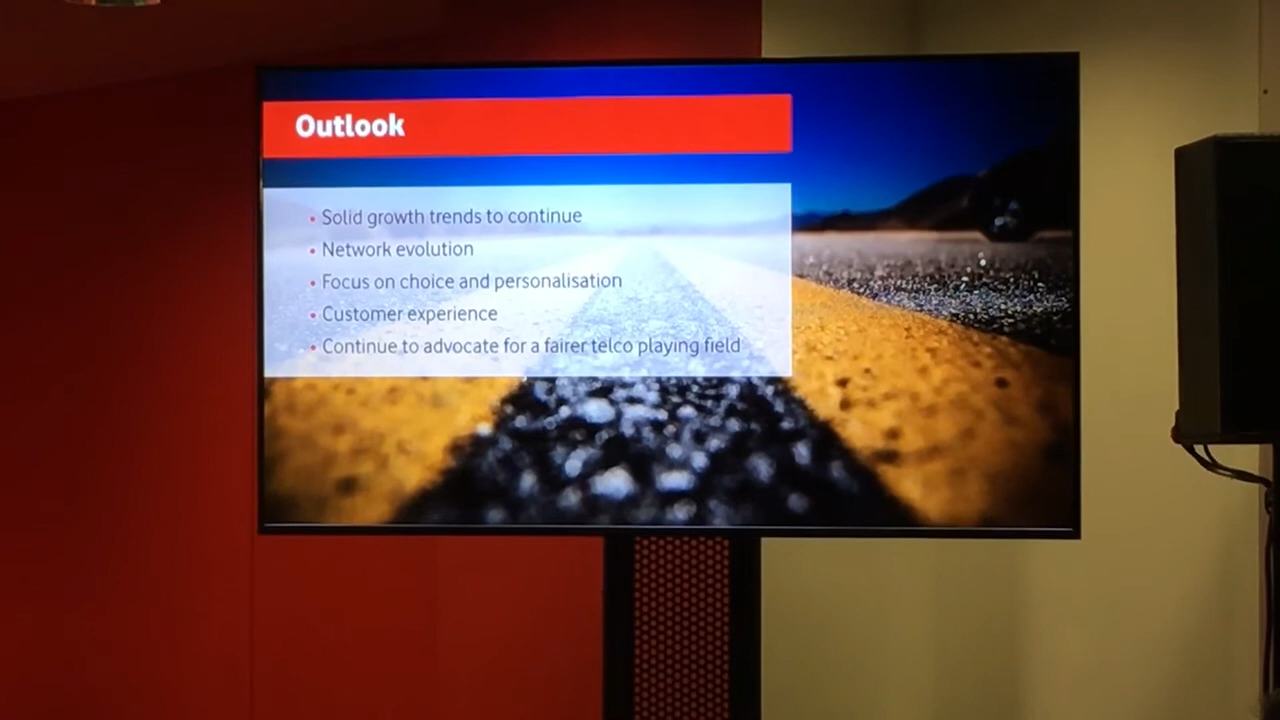 Outlook
• Solid growth trends to continue
• Network evolution
• Focus on choice and personalisation
• Customer experience
• Continue to advocate for a fairer telco playing field